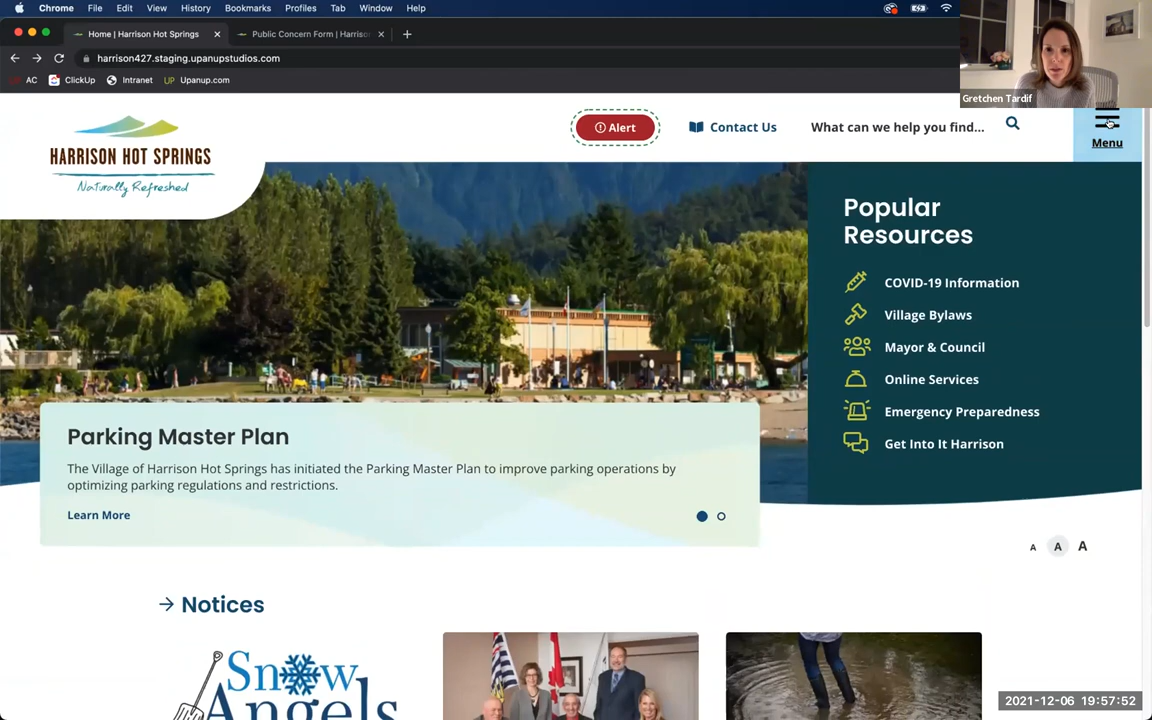 Chrome File Edit View History Bookmarks Profiles Tab Window Help
Home | Harrison Hot Springs
Public Concern Form | Harriso
harrison427.staging.upanupstudios.com
AC ClickUp Intranet UP Upanup.com
Gretchen Tardif
HARRISON HOT SPRINGS
Naturally Refreshed
Alert
Contact Us
What can we help you find...
Menu
Popular
Resources
COVID-19 Information
Village Bylaws
Mayor & Council
Online Services
Emergency Preparedness
Get Into It Harrison
Parking Master Plan
The Village of Harrison Hot Springs has initiated the Parking Master Plan to improve parking operations by
optimizing parking regulations and restrictions.
Learn More
A A A
Notices
Snow
Angels
2021-12-06 19:57:52